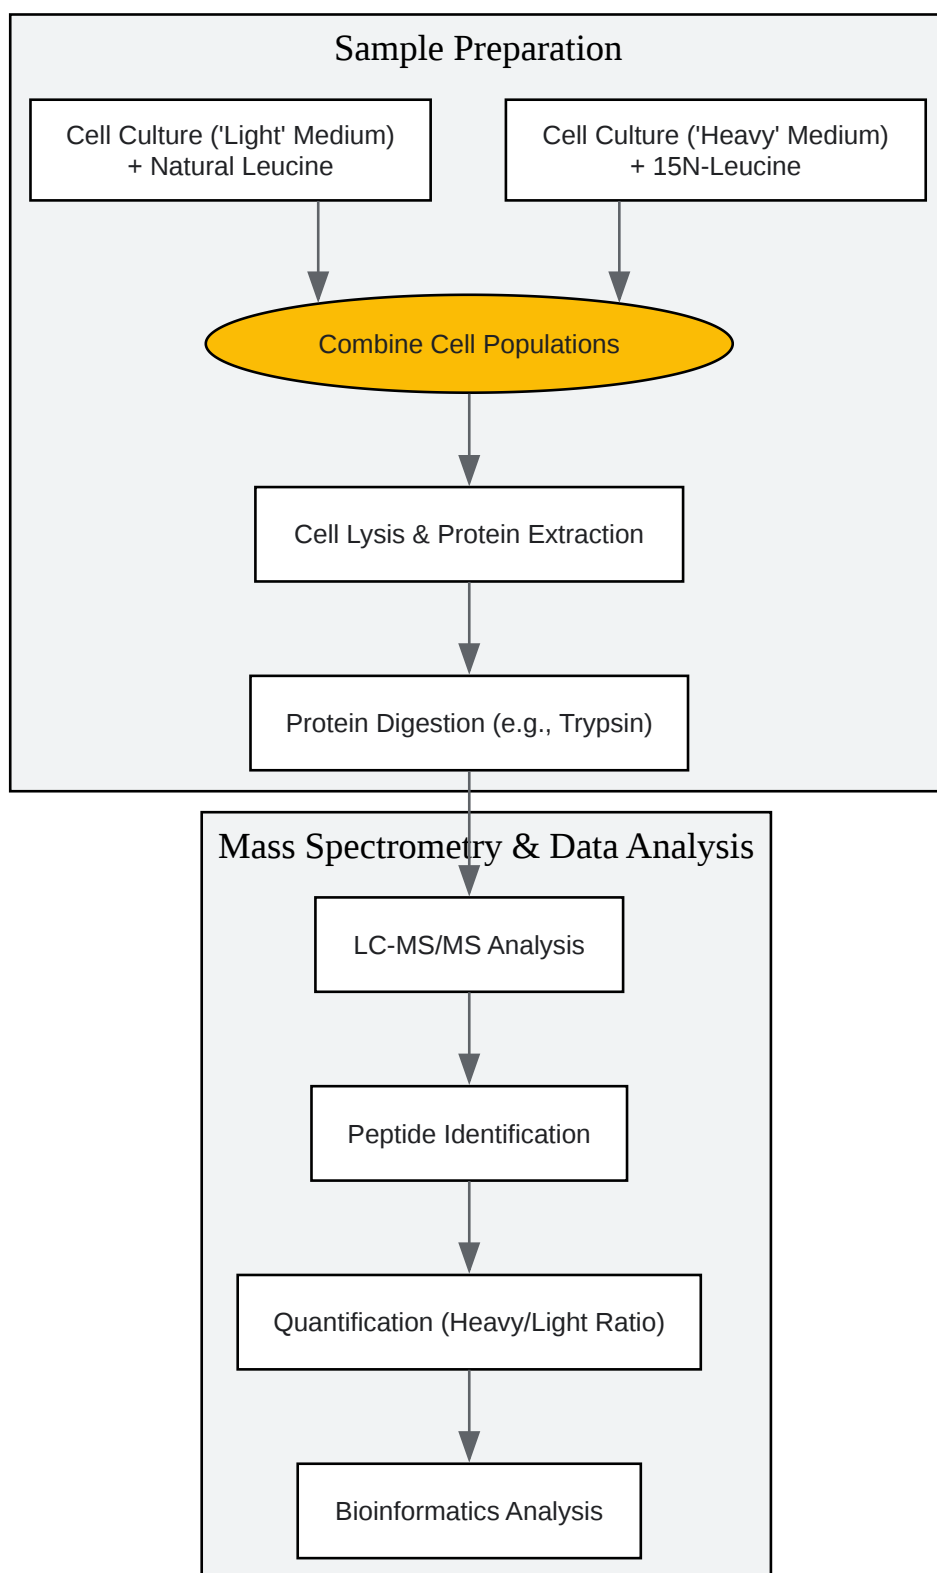 Sample Preparation
Cell Culture ('Light' Medium)
+ Natural Leucine
Cell Culture ('Heavy' Medium)
+ 15N-Leucine
Combine Cell Populations
Cell Lysis & Protein Extraction
Protein Digestion (e.g., Trypsin)
Mass Spectrometry & Data Analysis
LC-MS/MS Analysis
Peptide Identification
Quantification (Heavy/Light Ratio)
Bioinformatics Analysis